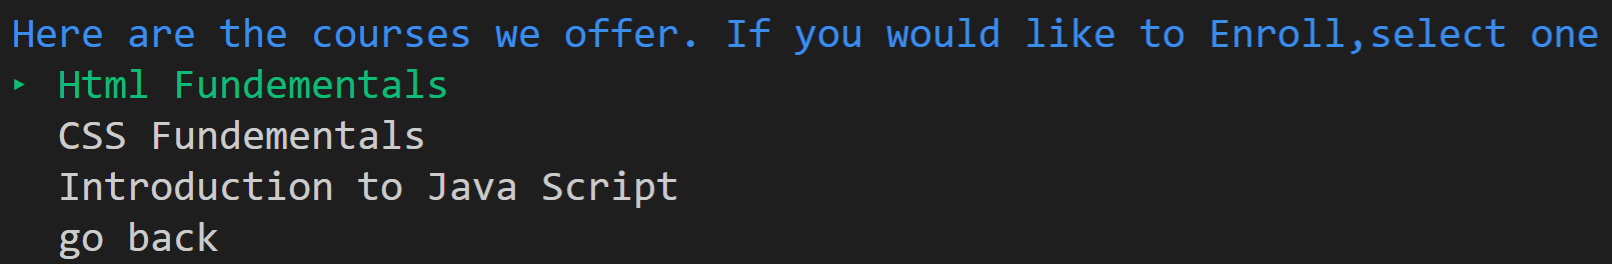 Here are the courses we offer. If you would like to Enroll,select one
‣ Html Fundementals
CSS Fundementals
Introduction to Java Script
go back